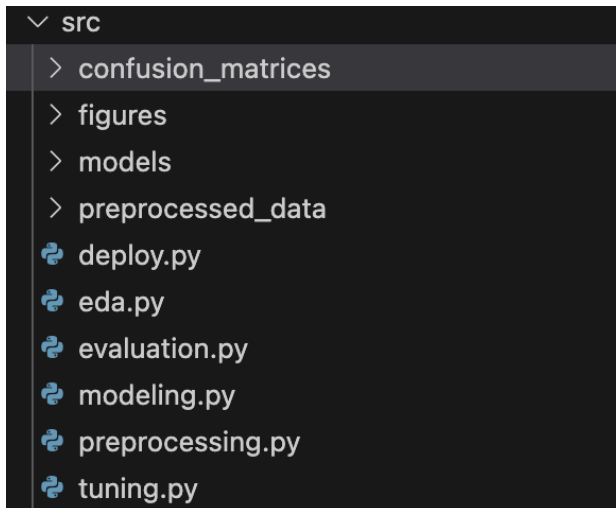 src
confusion_matrices
figures
models
preprocessed_data
deploy.py
eda.py
evaluation.py
modeling.py
preprocessing.py
tuning.py